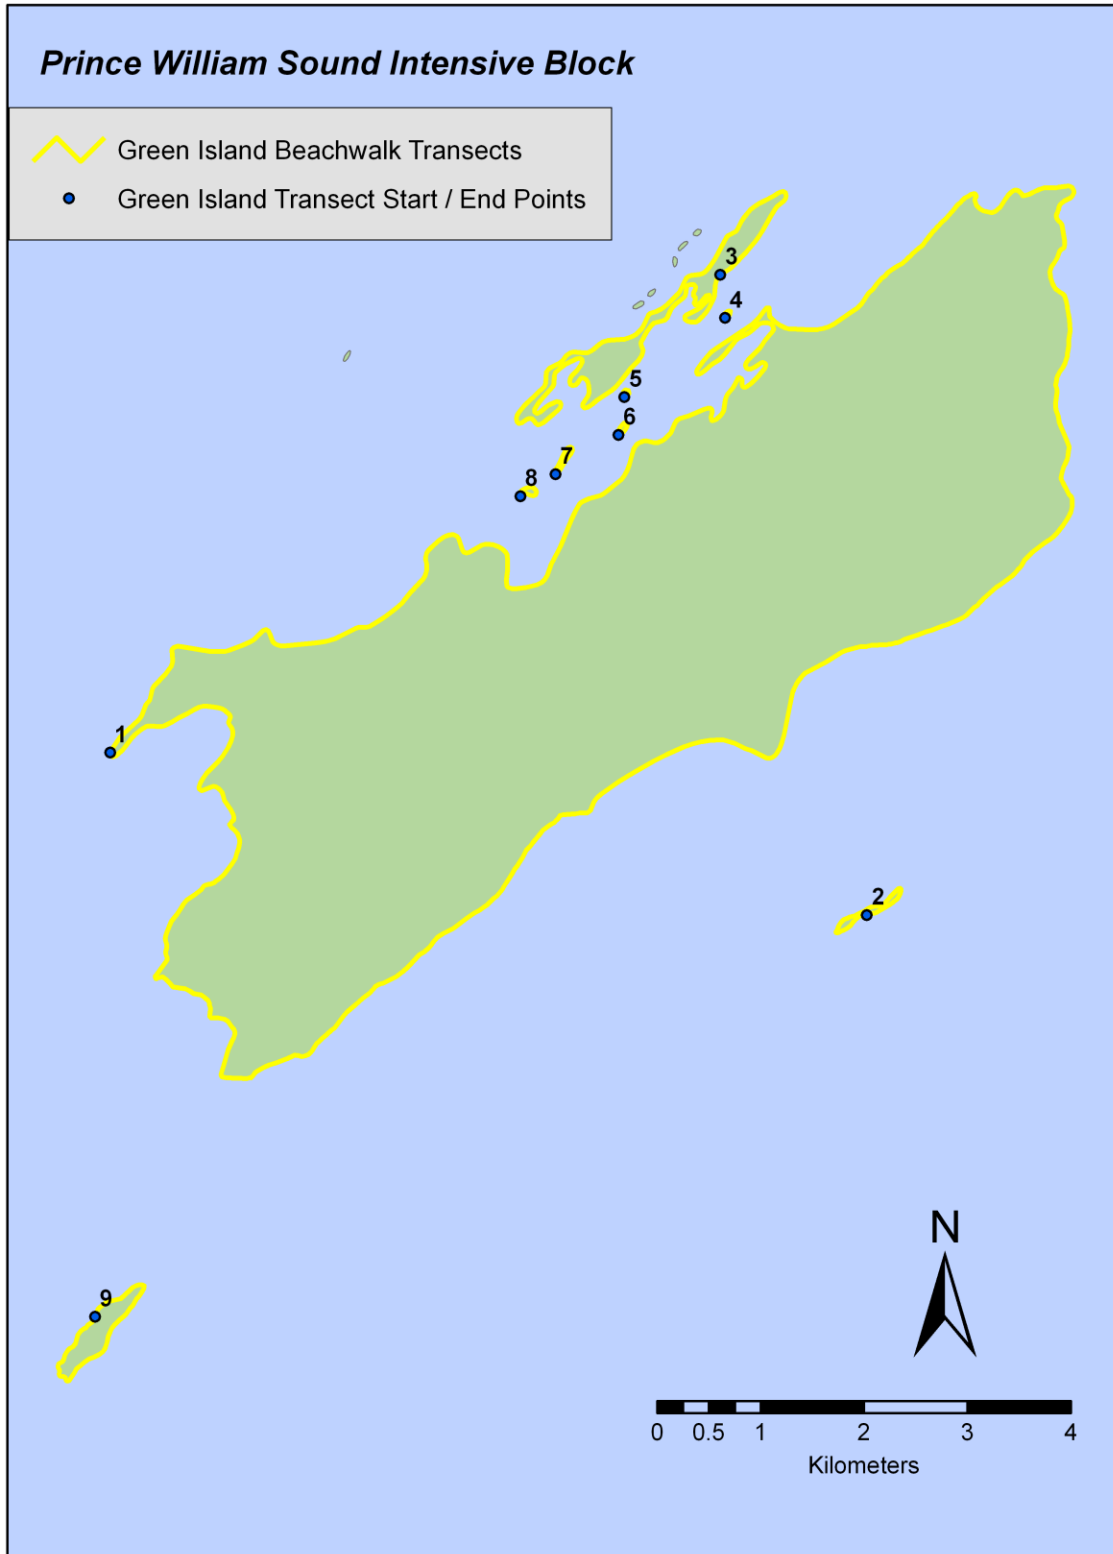 Prince William Sound Intensive Block
Green Island Beachwalk Transects
Green Island Transect Start / End Points
3
4
5
6
7
8
1
2
N
9
0 0.5 1 2 3 4
Kilometers